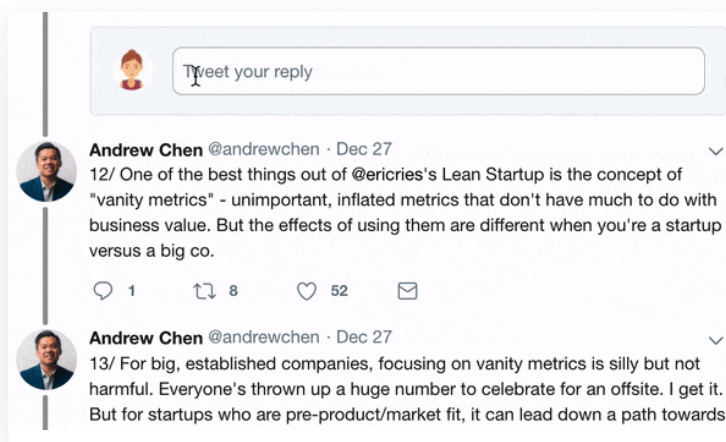 Tweet your reply
Andrew Chen @andrewchen · Dec 27
12/ One of the best things out of @ericries's Lean Startup is the concept of
"vanity metrics" - unimportant, inflated metrics that don't have much to do with
business value. But the effects of using them are different when you're a startup
versus a big co.
1 8 52
Andrew Chen @andrewchen · Dec 27
13/ For big, established companies, focusing on vanity metrics is silly but not
harmful. Everyone's thrown up a huge number to celebrate for an offsite. I get it.
But for startups who are pre-product/market fit, it can lead down a path towards